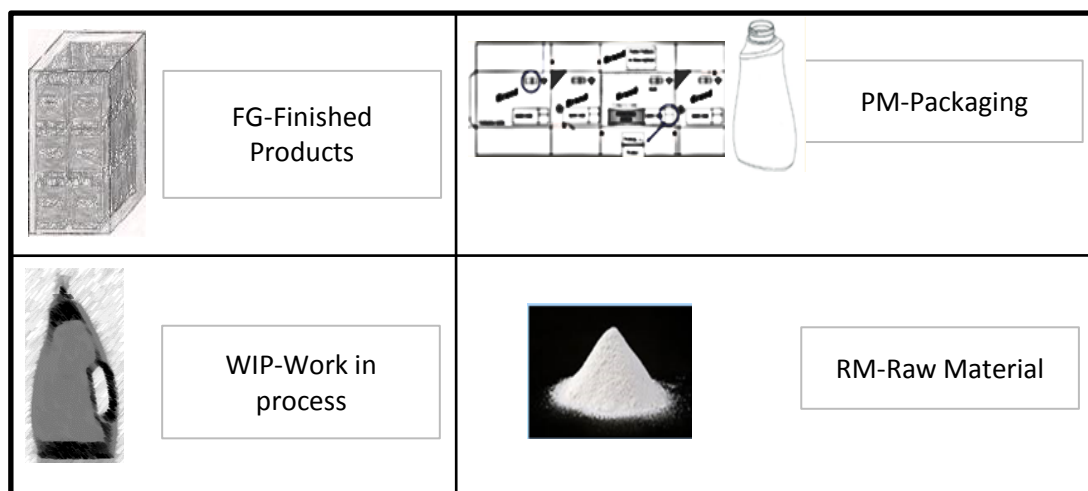 FG-Finished
Products
PM-Packaging
WIP-Work in
process
RM-Raw Material